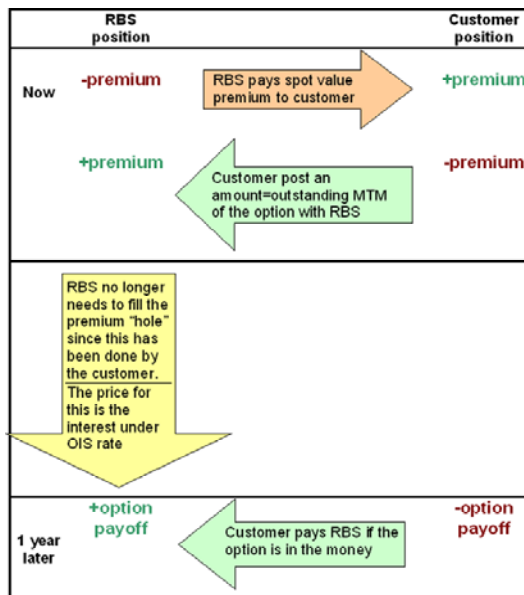 RBS
position
Customer
position
Now
-premium
RBS pays spot value
premium to customer
+premium
+premium
Customer post an
amount=outstanding MTM
of the option with RBS
-premium
RBS no longer
needs to fill the
premium "hole"
since this has
been done by
the customer.
The price for
this is the
interest under
OIS rate
1 year
later
+option
payoff
Customer pays RBS if the
option is in the money
-option
payoff